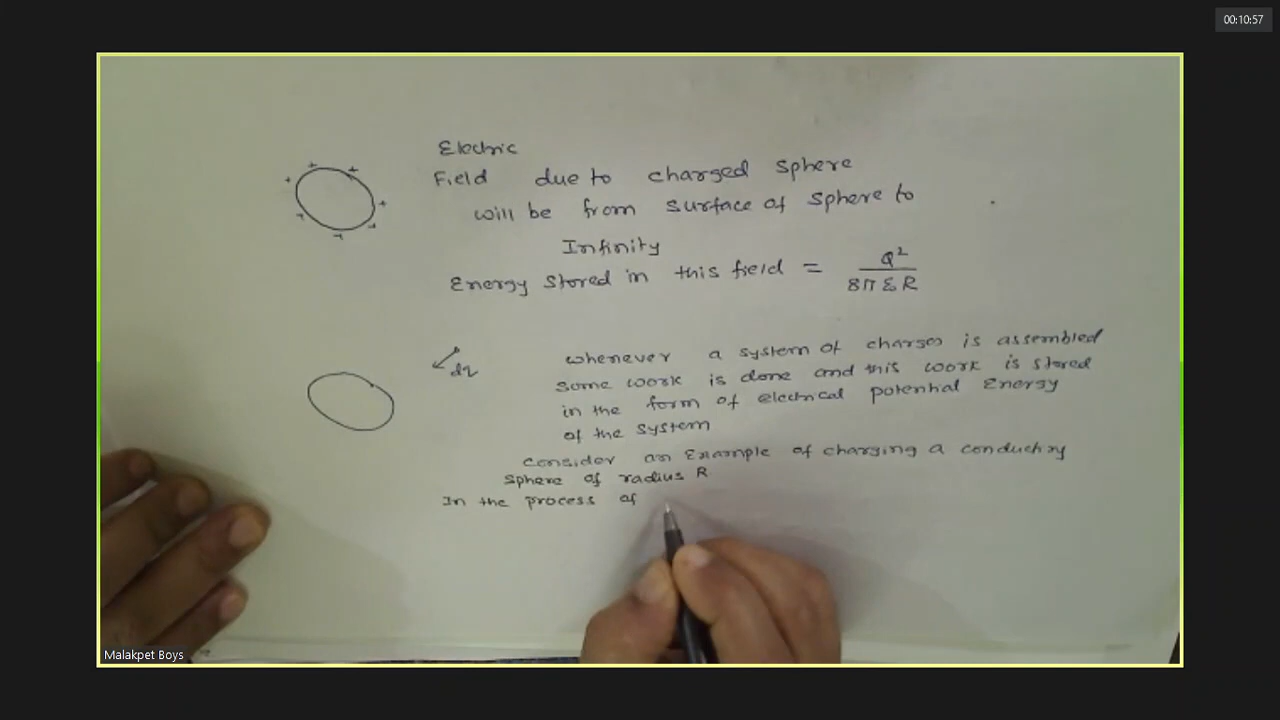 00:10:57
Electric
Field due to charged sphere
will be from surface of sphere to
Infinity
Energy stored in this field = Q²/8πεR
dq
whenever a system of charges is assembled
some work is done and this work is stored
in the form of electrical potential Energy
of the system
consider an Example of charging a conducting
sphere of radius R
In the process of
Malakpet Boys